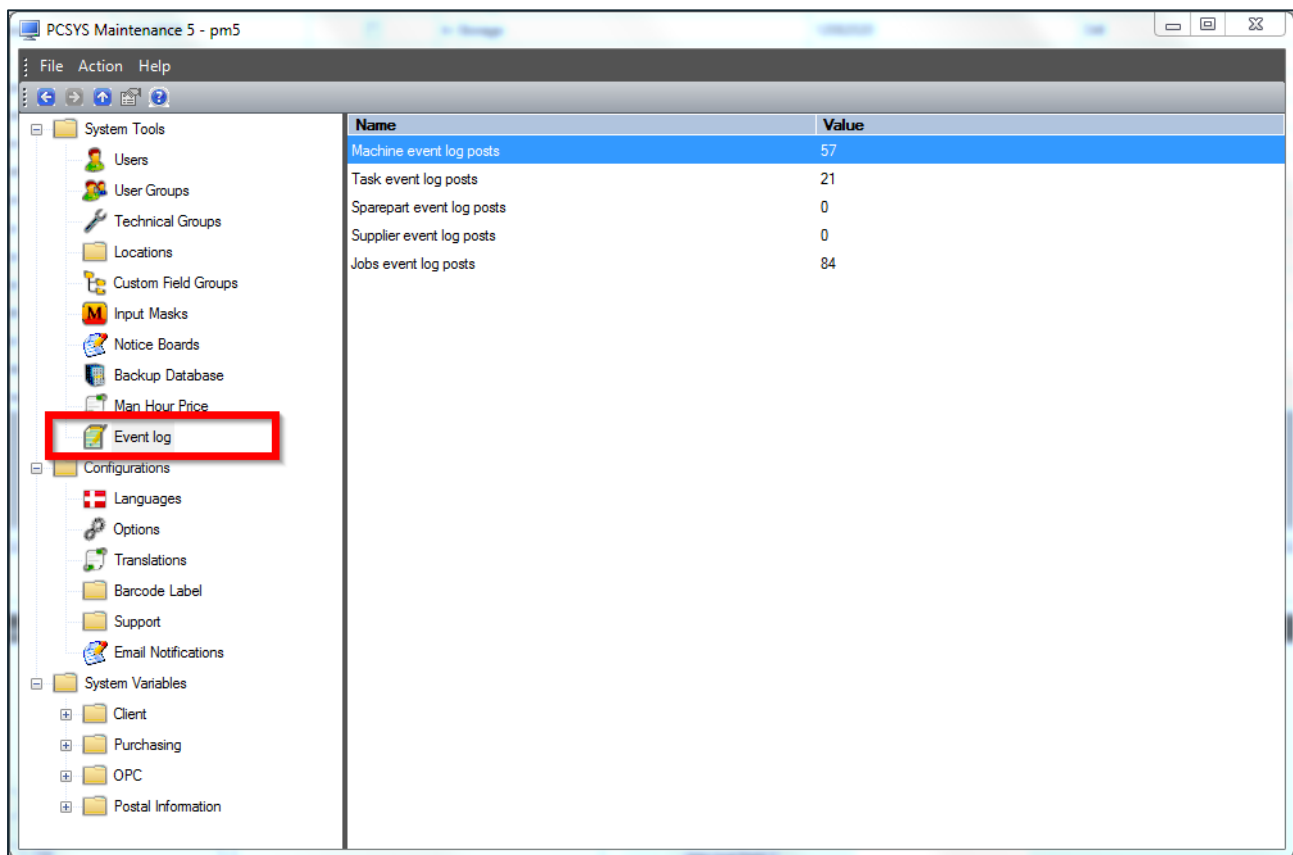 PCSYS Maintenance 5 - pm5
File Action Help
System Tools
Users
User Groups
Technical Groups
Locations
Custom Field Groups
Input Masks
Notice Boards
Backup Database
Man Hour Price
Event log
Configurations
Languages
Options
Translations
Barcode Label
Support
Email Notifications
System Variables
Client
Purchasing
OPC
Postal Information
Name Value
Machine event log posts 57
Task event log posts 21
Sparepart event log posts 0
Supplier event log posts 0
Jobs event log posts 84